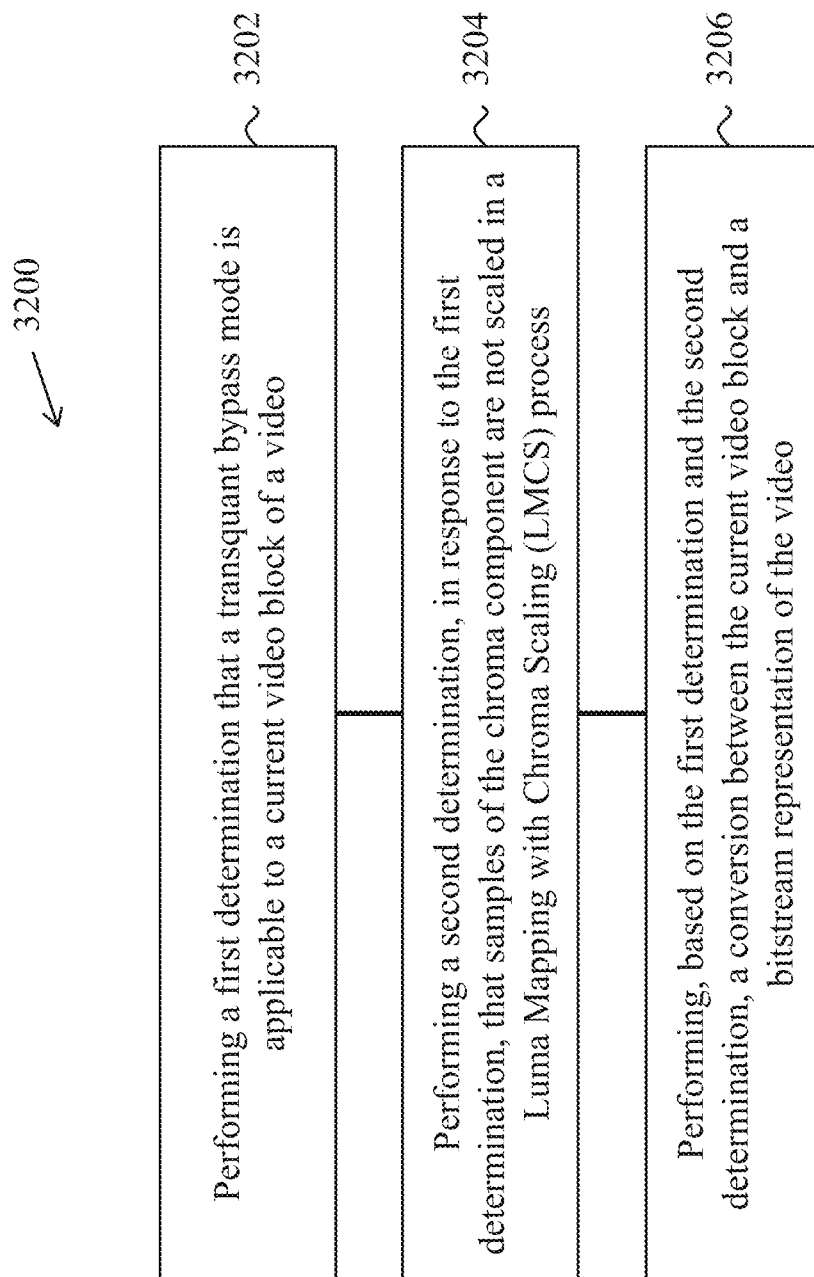 3200
Performing a first determination that a transquant bypass mode is
applicable to a current video block of a video
3202
Performing a second determination, in response to the first
determination, that samples of the chroma component are not scaled in a
Luma Mapping with Chroma Scaling (LMCS) process
3204
Performing, based on the first determination and the second
determination, a conversion between the current video block and a
bitstream representation of the video
3206